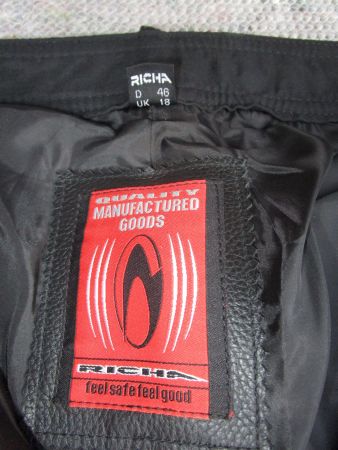 RICHA
D 46
UK 18
QUALITY
MANUFACTURED
GOODS
RICHA
feel safe feel good